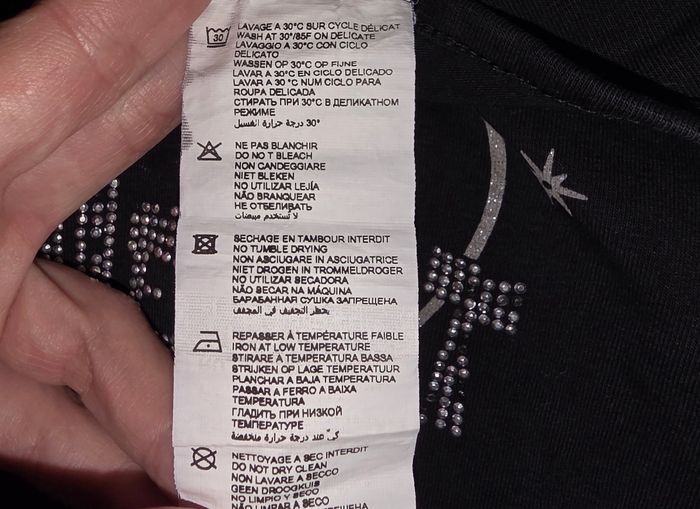 30
LAVAGE A 30°C SUR CYCLE DÉLICAT
WASH AT 30°/85F ON DELICATE
LAVAGGIO A 30°C CON CICLO
DELICATO
WASSEN OP 30°C OP FIJNE
LAVAR A 30°C EN CICLO DELICADO
LAVAR A 30°C NUM CICLO PARA
ROUPA DELICADA
СТИРАТЬ ПРИ 30°C В ДЕЛИКАТНОМ
РЕЖИМЕ
30° درجة حرارة الغسيل
NE PAS BLANCHIR
DO NO T BLEACH
NON CANDEGGIARE
NIET BLEKEN
NO UTILIZAR LEJÍA
NÃO BRANQUEAR
НЕ ОТБЕЛИВАТЬ
لا تستخدم مبيضات
SECHAGE EN TAMBOUR INTERDIT
NO TUMBLE DRYING
NON ASCIUGARE IN ASCIUGATRICE
NIET DROGEN IN TROMMELDROGER
NO UTILIZAR SECADORA
NÃO SECAR NA MÁQUINA
БАРАБАННАЯ СУШКА ЗАПРЕЩЕНА
يحظر التجفيف في المجفف
REPASSER À TEMPÉRATURE FAIBLE
IRON AT LOW TEMPERATURE
STIRARE A TEMPERATURA BASSA
STRIJKEN OP LAGE TEMPERATUUR
PLANCHAR A BAJA TEMPERATURA
PASSAR A FERRO A BAIXA
TEMPERATURA
ГЛАДИТЬ ПРИ НИЗКОЙ
ТЕМПЕРАТУРЕ
كيّ عند درجة حرارة منخفضة
NETTOYAGE A SEC INTERDIT
DO NOT DRY CLEAN
NON LAVARE A SECCO
GEEN DROOGKUIS
NO LIMPIO Y SECO
NÃO LIMPAR A SECO